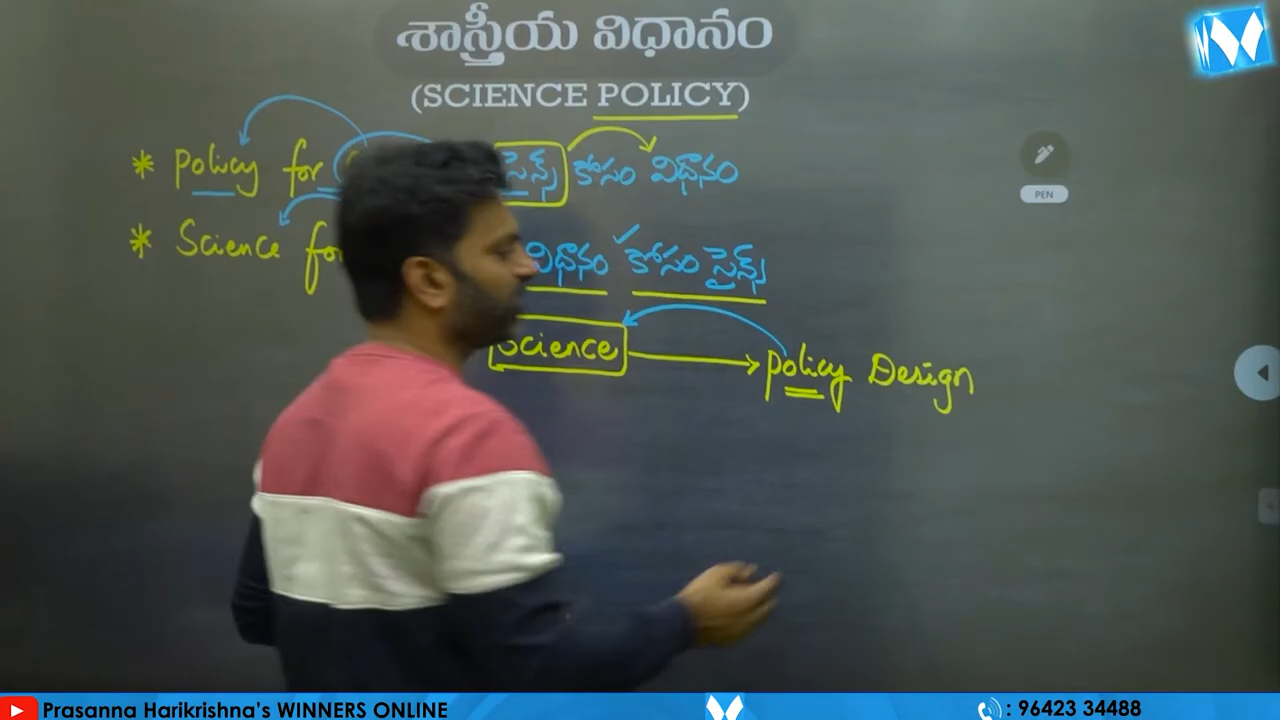 శాస్త్రీయ విధానం
(SCIENCE POLICY)
* Policy for సైన్స్ కోసం విధానం
* Science for విధానం కోసం సైన్స్
Science → policy Design
PEN
Prasanna Harikrishna's WINNERS ONLINE
: 96423 34488